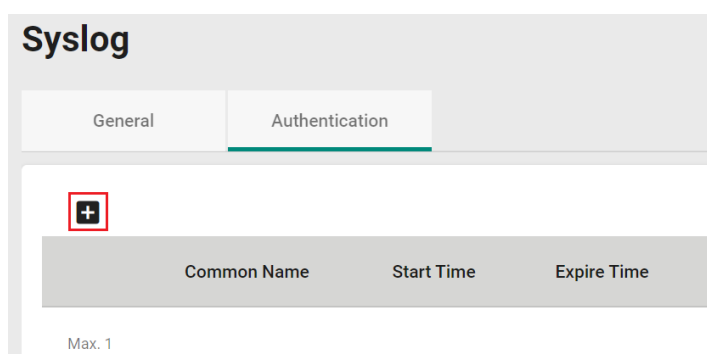 Syslog
General Authentication
Common Name Start Time Expire Time
Max. 1